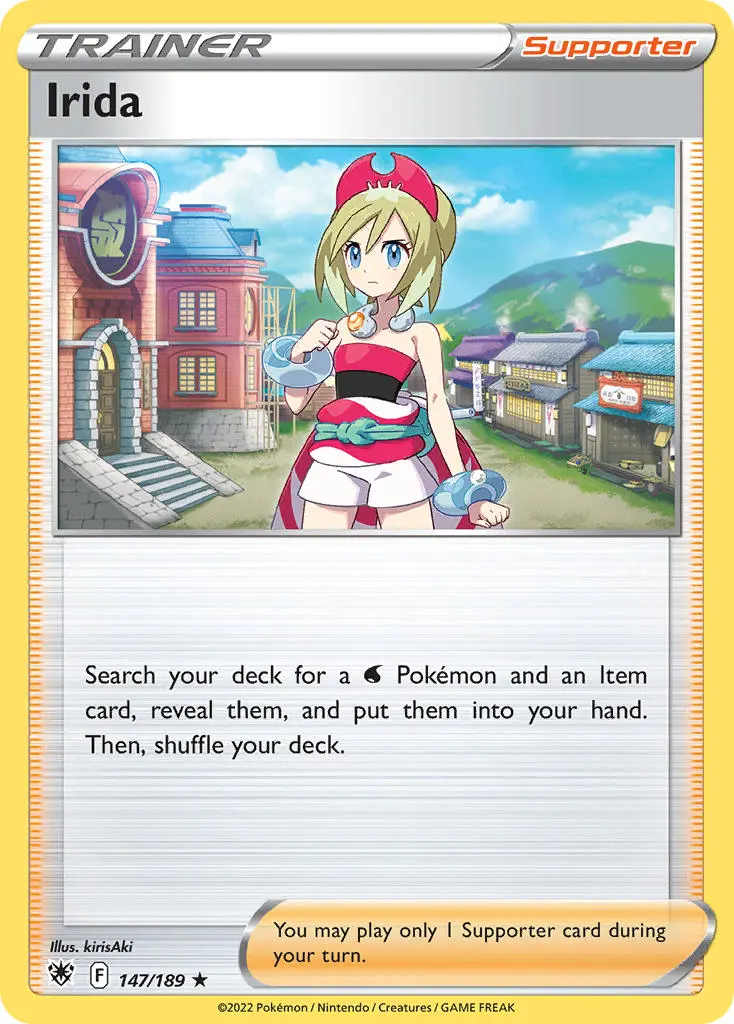 TRAINER
Supporter
Irida
Search your deck for a Pokémon and an Item
card, reveal them, and put them into your hand.
Then, shuffle your deck.
You may play only 1 Supporter card during
your turn.
Illus. kirisAki
F 147/189 ★
©2022 Pokémon / Nintendo / Creatures / GAME FREAK